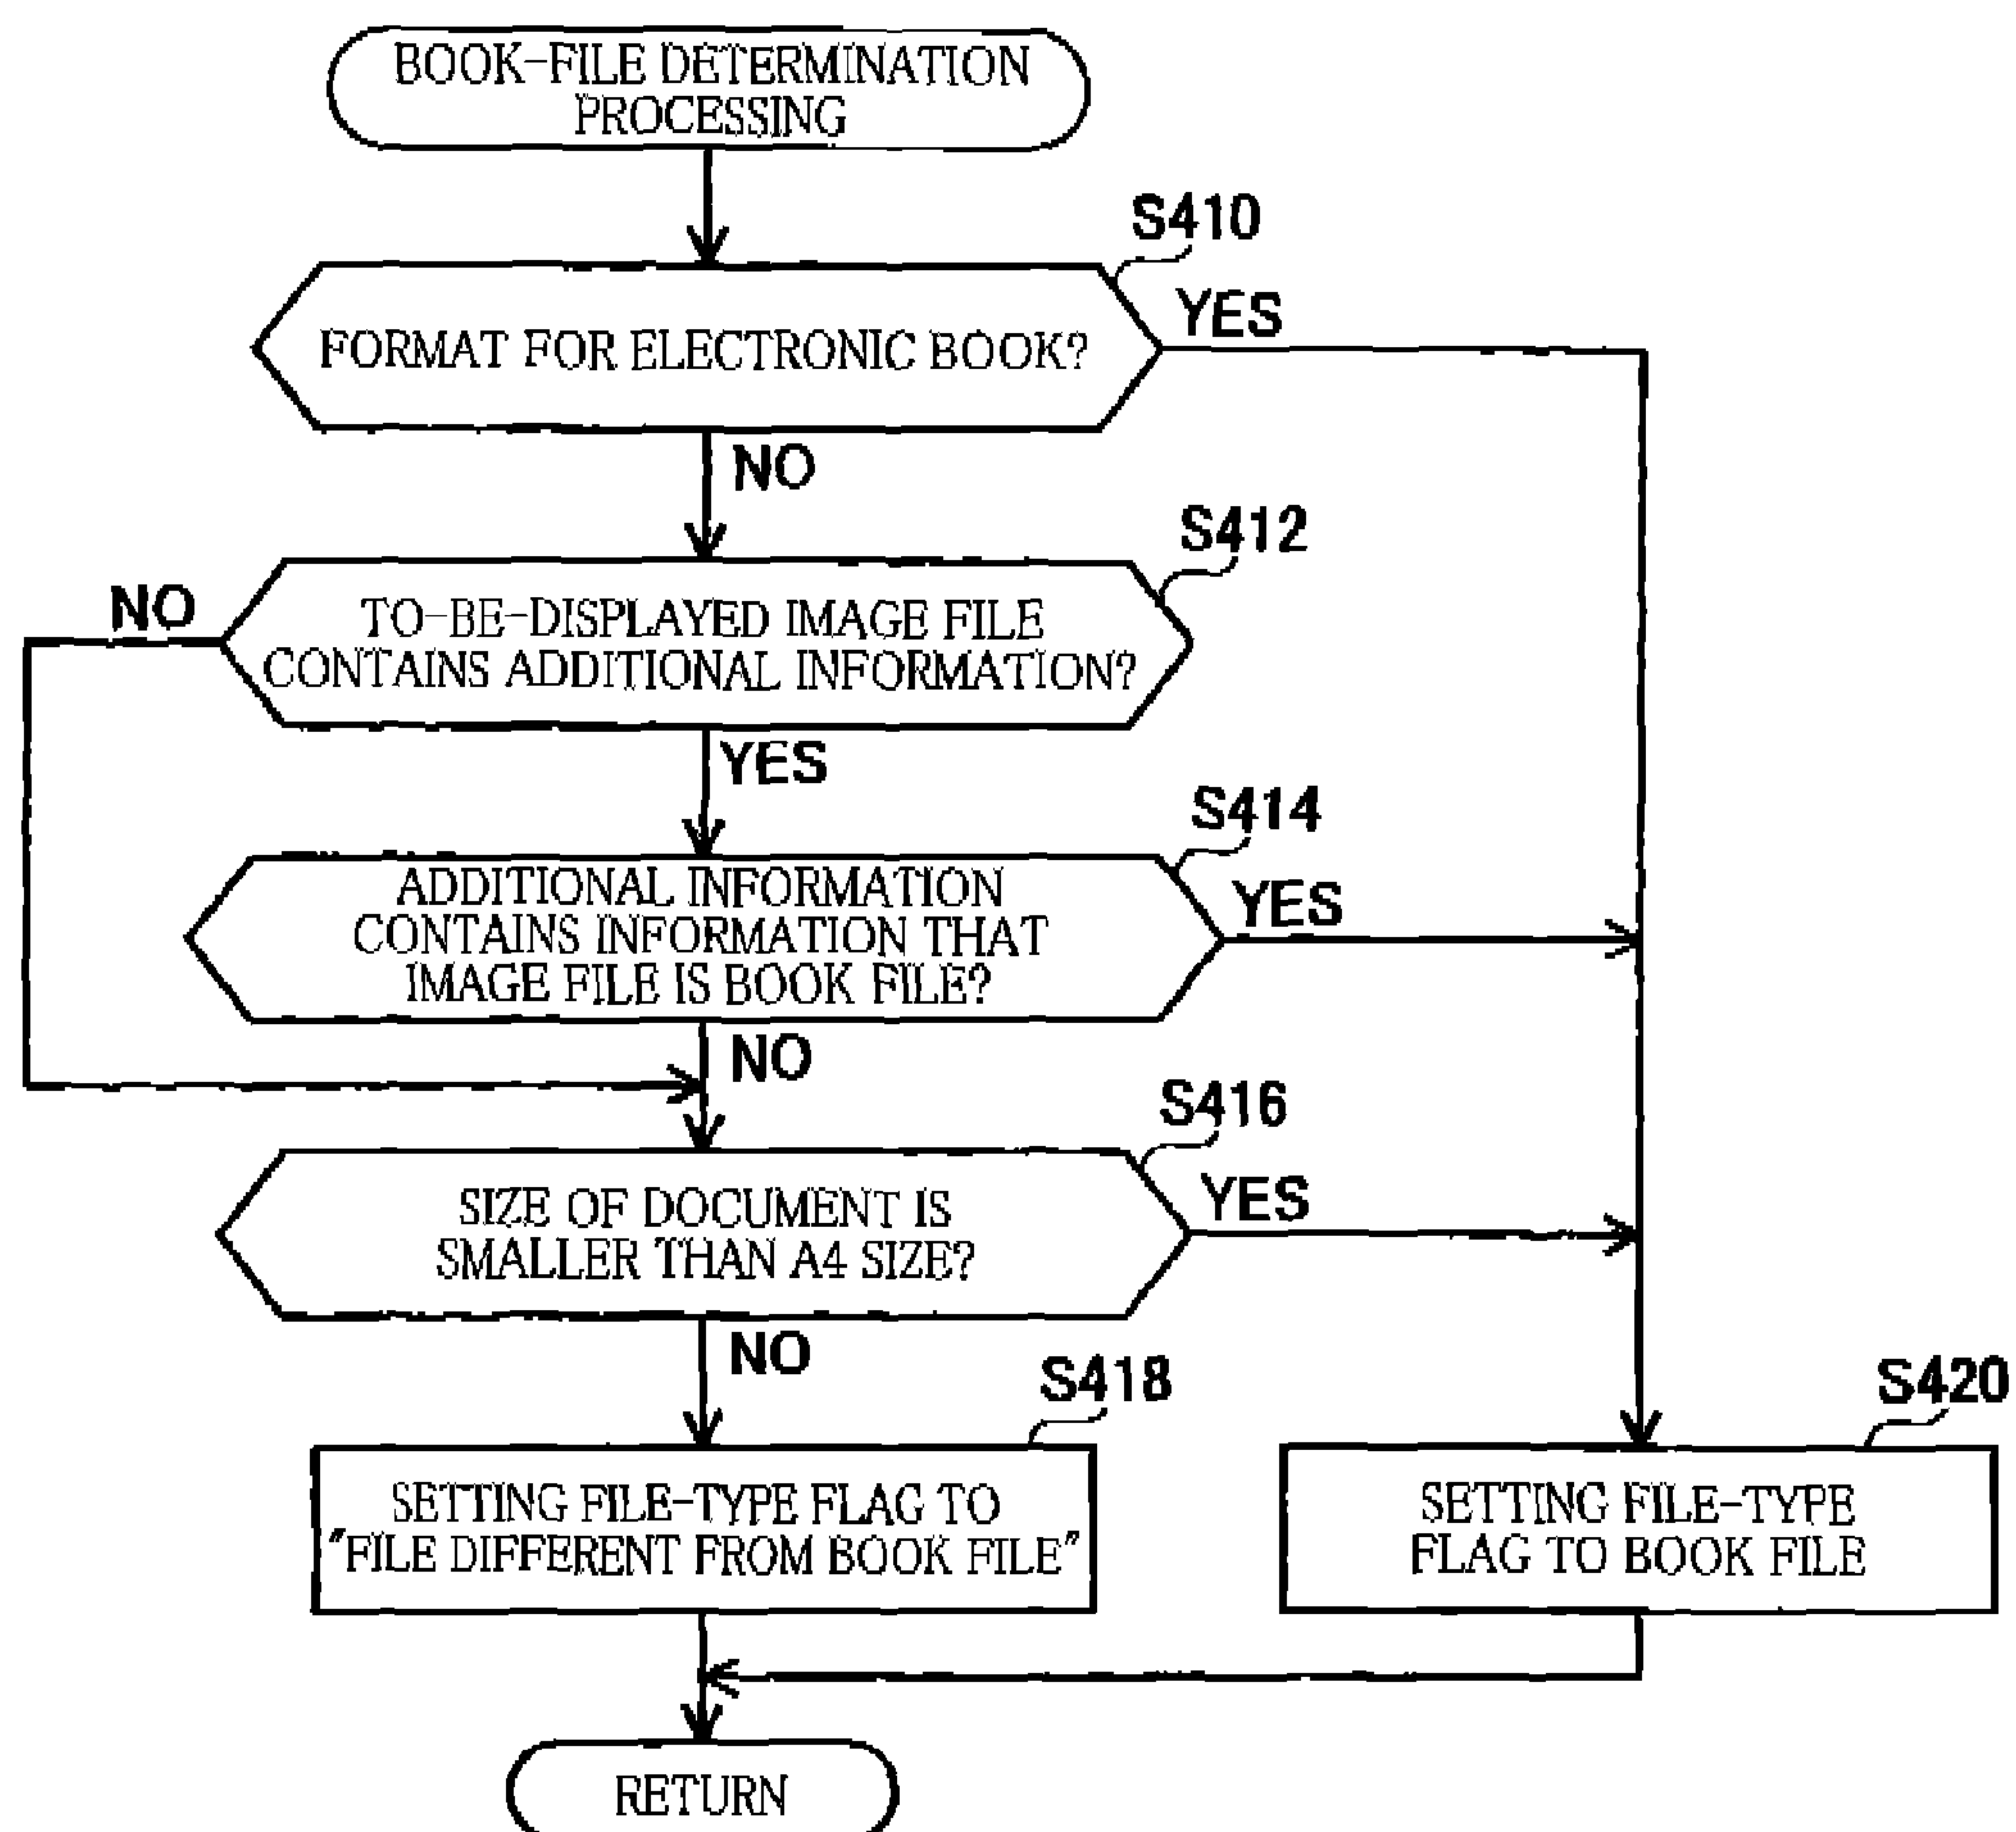 BOOK-FILE DETERMINATION
PROCESSING
S410
FORMAT FOR ELECTRONIC BOOK?
YES
NO
S412
NO
TO-BE-DISPLAYED IMAGE FILE
CONTAINS ADDITIONAL INFORMATION?
YES
S414
ADDITIONAL INFORMATION
CONTAINS INFORMATION THAT
IMAGE FILE IS BOOK FILE?
YES
NO
S416
SIZE OF DOCUMENT IS
SMALLER THAN A4 SIZE?
YES
NO
S418
SETTING FILE-TYPE FLAG TO
"FILE DIFFERENT FROM BOOK FILE"
S420
SETTING FILE-TYPE
FLAG TO BOOK FILE
RETURN